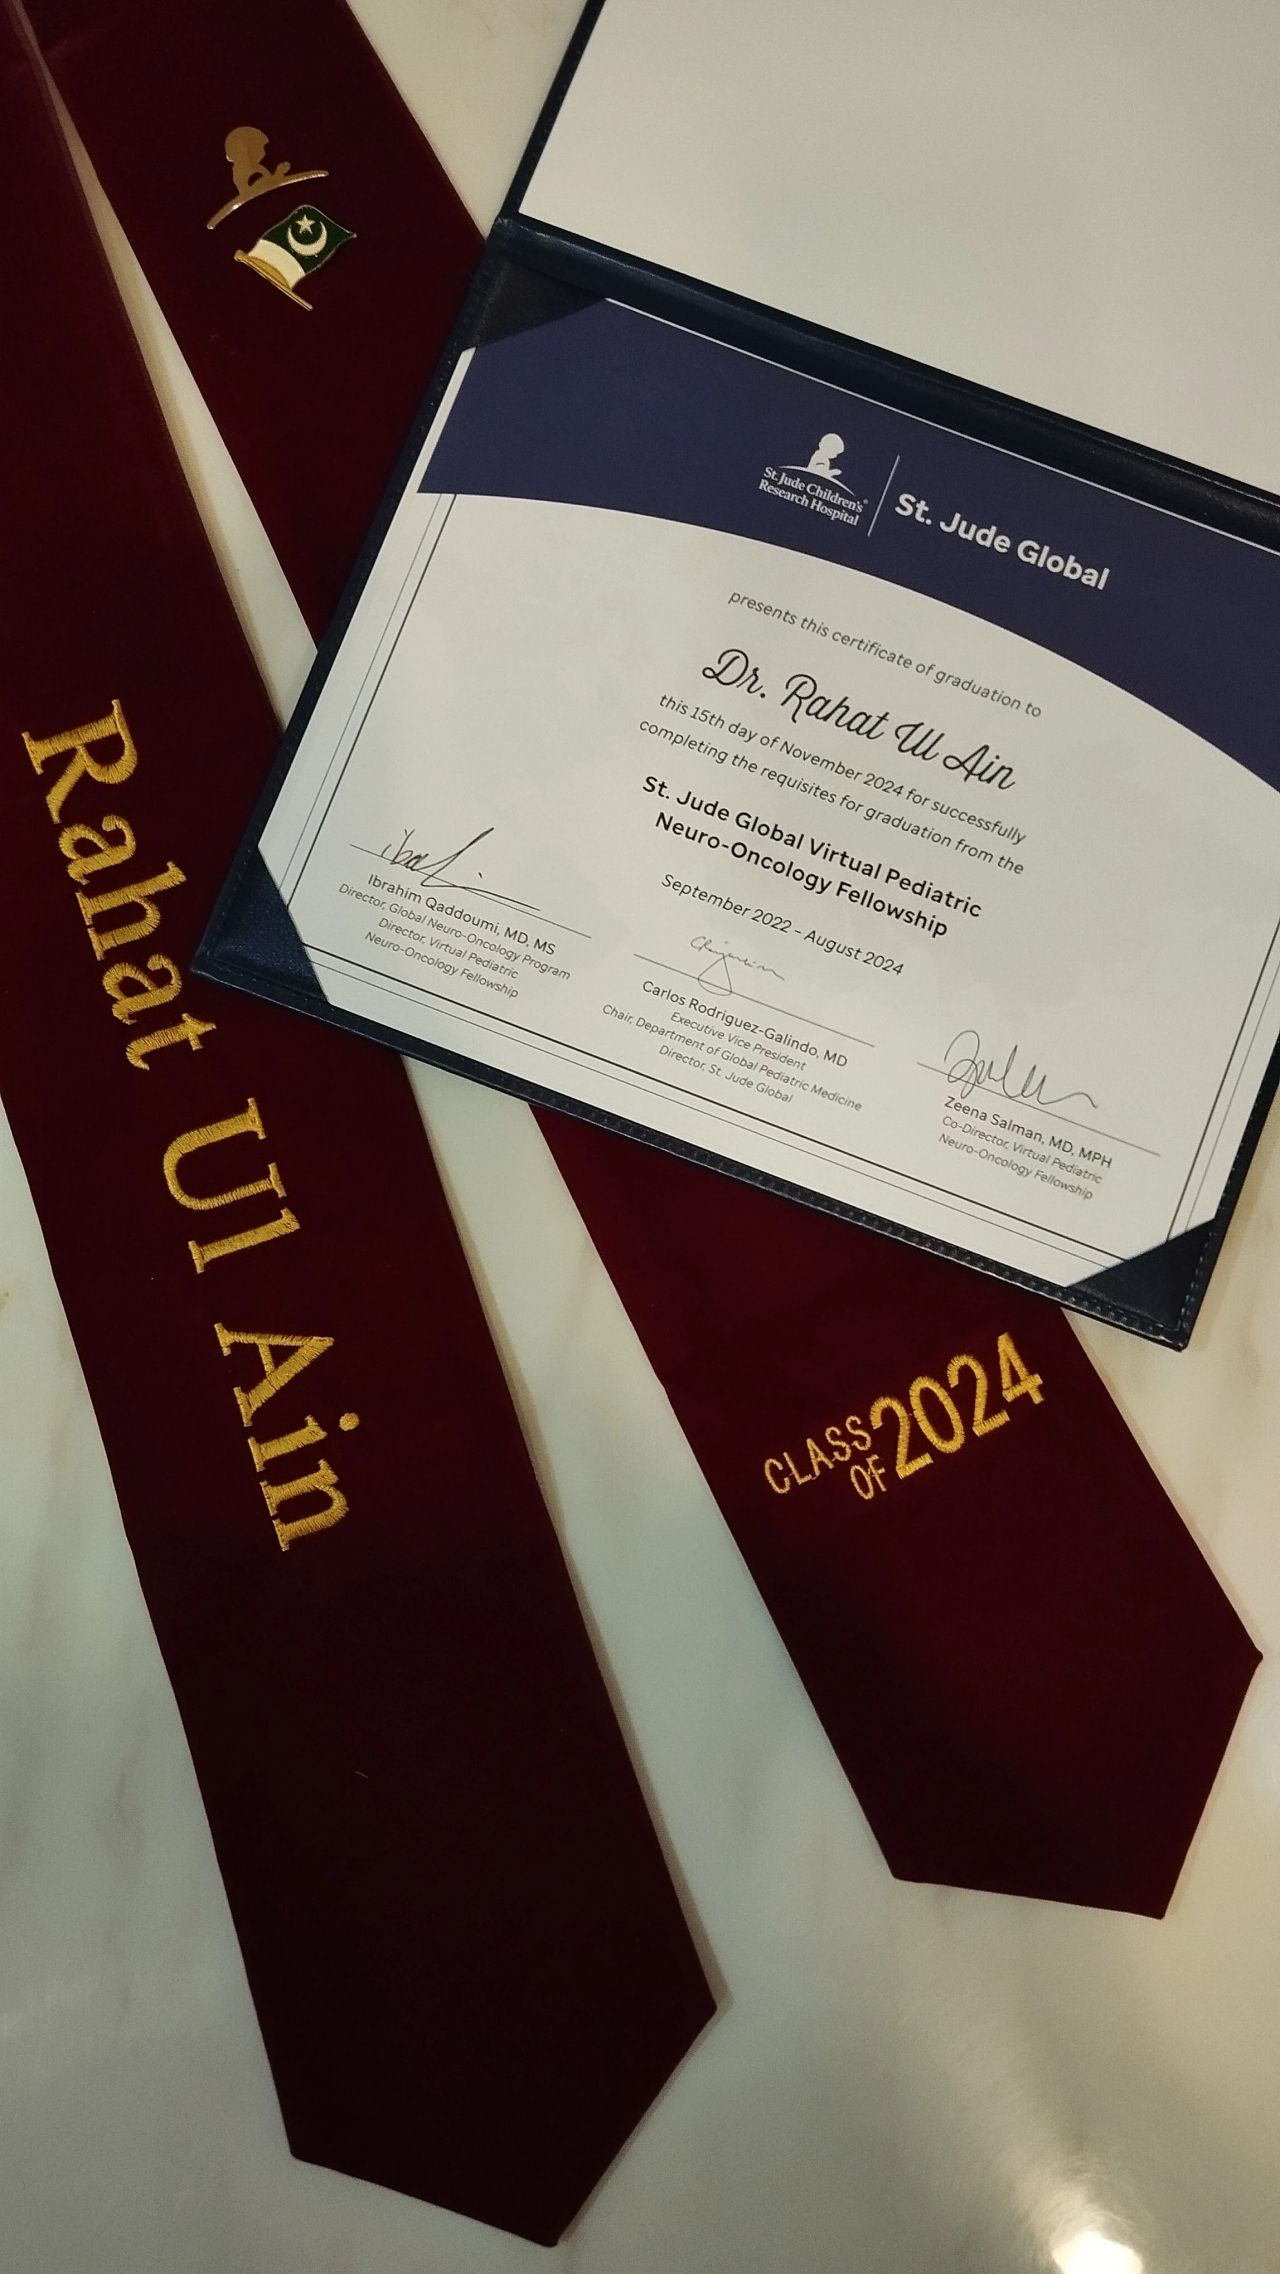 St. Jude Children's
Research Hospital
St. Jude Global
presents this certificate of graduation to
Dr. Rahat Ul Ain
this 15th day of November 2024 for successfully
completing the requisites for graduation from the
St. Jude Global Virtual Pediatric
Neuro-Oncology Fellowship
September 2022 - August 2024
Ibrahim Qaddoumi, MD, MS
Director, Global Neuro-Oncology Program
Director, Virtual Pediatric
Neuro-Oncology Fellowship
Carlos Rodriguez-Galindo, MD
Executive Vice President
Chair, Department of Global Pediatric Medicine
Director, St. Jude Global
Zeena Salman, MD, MPH
Co-Director, Virtual Pediatric
Neuro-Oncology Fellowship
Rahat Ul Ain
CLASS
OF 2024